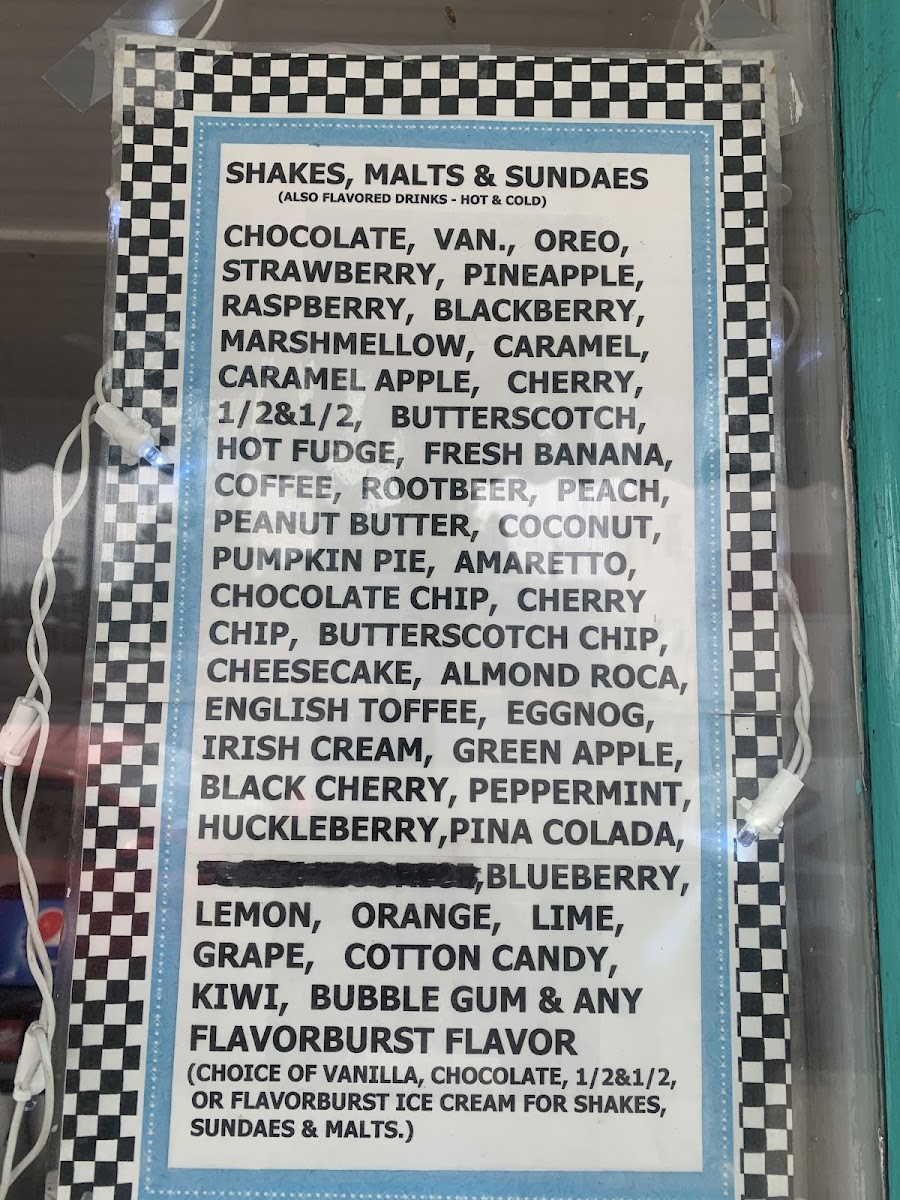 SHAKES, MALTS & SUNDAES
(ALSO FLAVORED DRINKS - HOT & COLD)
CHOCOLATE, VAN., OREO,
STRAWBERRY, PINEAPPLE,
RASPBERRY, BLACKBERRY,
MARSHMELLOW, CARAMEL,
CARAMEL APPLE, CHERRY,
1/2&1/2, BUTTERSCOTCH,
HOT FUDGE, FRESH BANANA,
COFFEE, ROOTBEER, PEACH,
PEANUT BUTTER, COCONUT,
PUMPKIN PIE, AMARETTO,
CHOCOLATE CHIP, CHERRY
CHIP, BUTTERSCOTCH CHIP,
CHEESECAKE, ALMOND ROCA,
ENGLISH TOFFEE, EGGNOG,
IRISH CREAM, GREEN APPLE,
BLACK CHERRY, PEPPERMINT,
HUCKLEBERRY,PINA COLADA,
,BLUEBERRY,
LEMON, ORANGE, LIME,
GRAPE, COTTON CANDY,
KIWI, BUBBLE GUM & ANY
FLAVORBURST FLAVOR
(CHOICE OF VANILLA, CHOCOLATE, 1/2&1/2,
OR FLAVORBURST ICE CREAM FOR SHAKES,
SUNDAES & MALTS.)